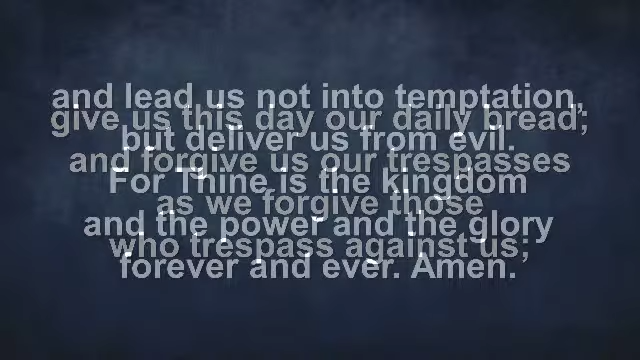 and lead us not into temptation,
give us this day our daily bread;
but deliver us from evil.
and forgive us our trespasses
For Thine is the kingdom
as we forgive those
and the power and the glory
who trespass against us;
forever and ever. Amen.